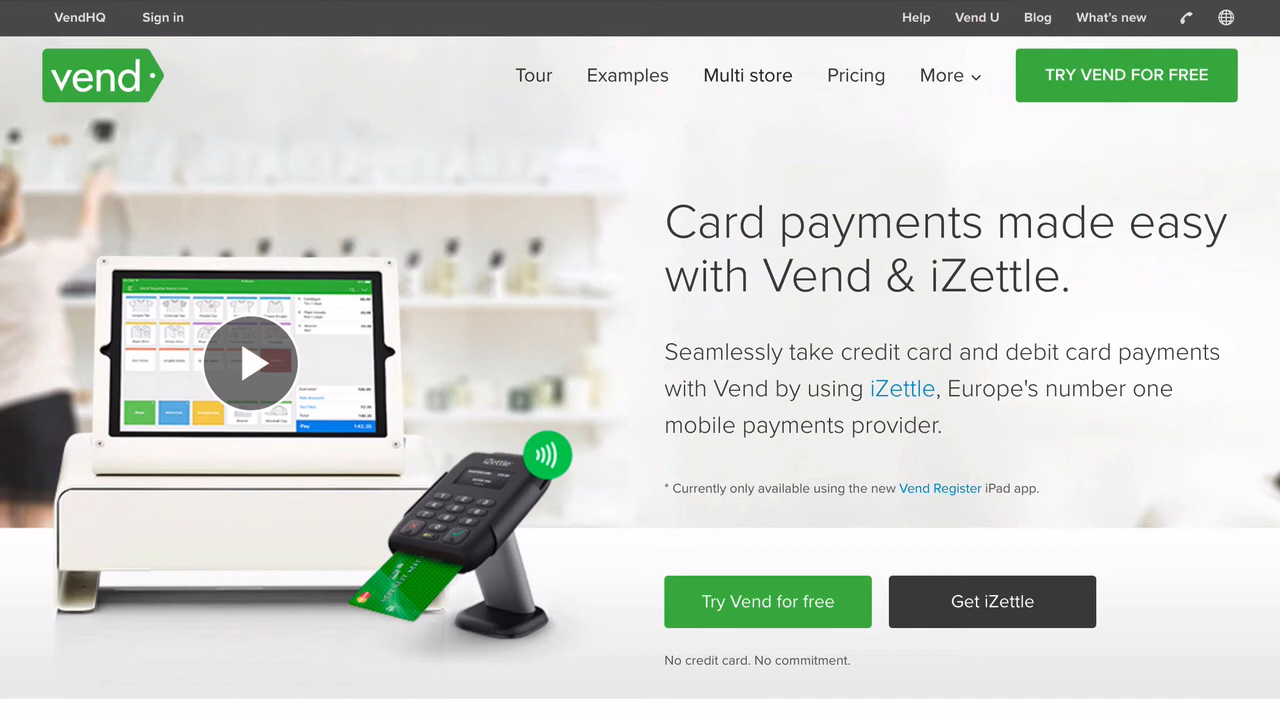 VendHQ
Sign in
Help
Vend U
Blog
What's new
vend
Tour
Examples
Multi store
Pricing
More
TRY VEND FOR FREE
Card payments made easy
with Vend & iZettle.
Seamlessly take credit card and debit card payments
with Vend by using iZettle, Europe's number one
mobile payments provider.
* Currently only available using the new Vend Register iPad app.
Pay
iZettle
Try Vend for free
Get iZettle
No credit card. No commitment.